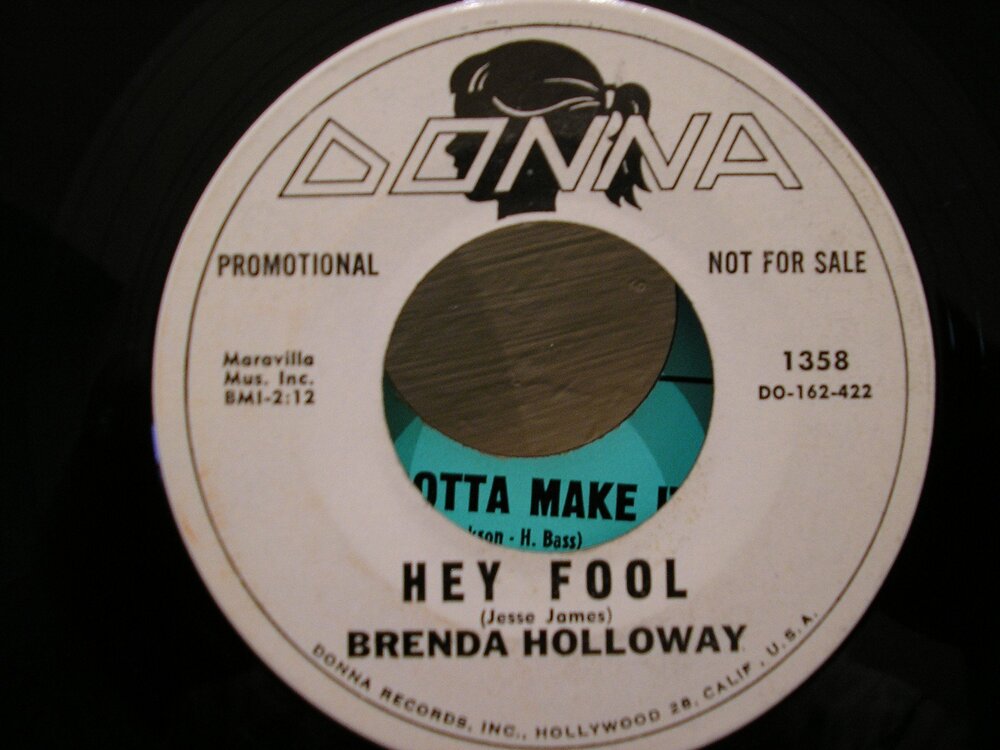 DONNA
PROMOTIONAL
NOT FOR SALE
Maravilla
Mus. Inc.
BMI-2:12
1358
DO-162-422
OTTA MAKE
- H. Bass)
HEY FOOL
(Jesse James)
BRENDA HOLLOWAY
DONNA RECORDS, INC., HOLLYWOOD 28, CALIF., U.S.A.